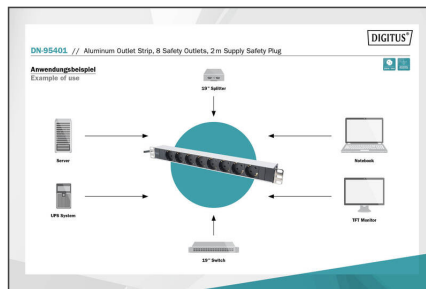 DIGITUS®
DN-95401 // Aluminum Outlet Strip, 8 Safety Outlets, 2 m Supply Safety Plug
Anwendungsbeispiel
Example of use
19" Splitter
Server
Notebook
UPS System
TFT Monitor
19" Switch